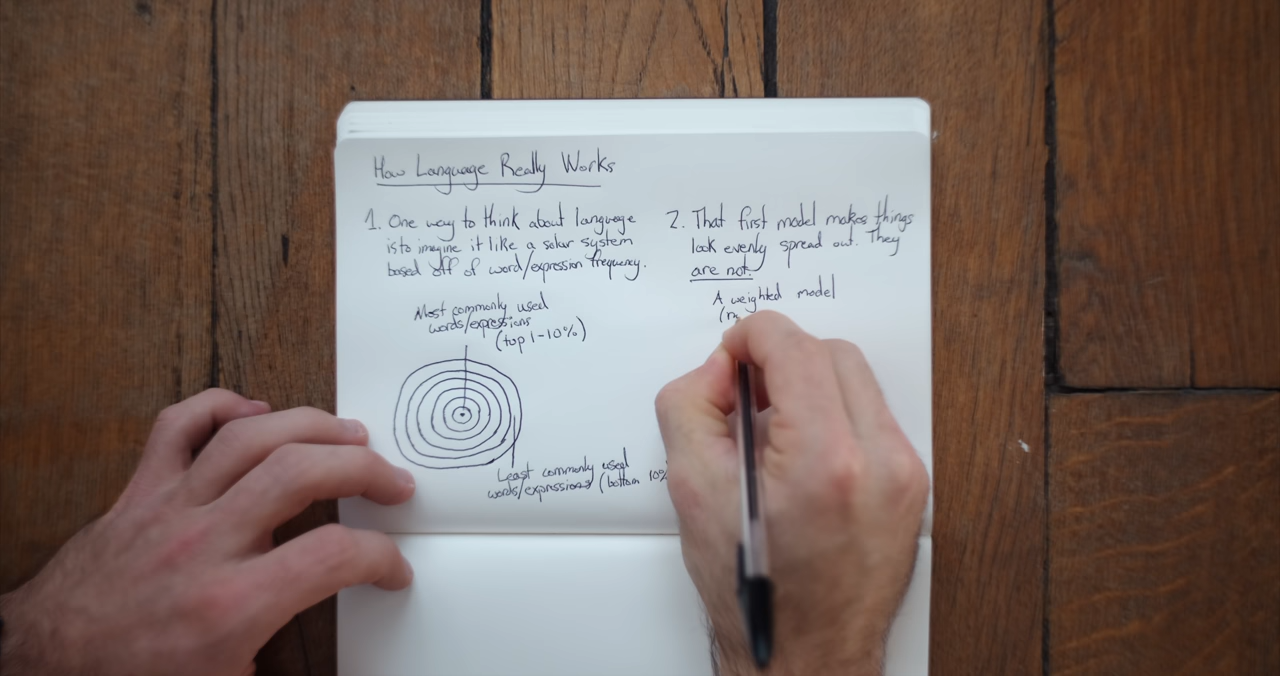 How Language Really Works
1. One way to think about language
is to imagine it like a solar system
based off of word/expression frequency.
Most commonly used
words/expressions
(top 1-10%)
Least commonly used
words/expressions (bottom 10%
2. That first model makes things
look evenly spread out. They
are not.
A weighted model